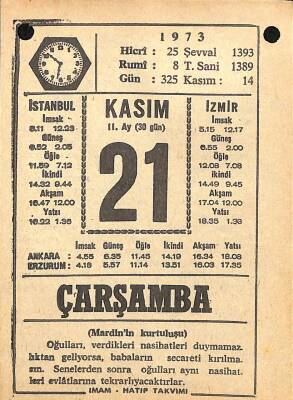 1973
Hicrî : 25 Şevval 1393
Rumî : 8 T. Sani 1389
Gün : 325 Kasım : 14
İSTANBUL
İmsak
5.11 12.23
Güneş
6.52 2.05
Öğle
11.59 7.12
İkindi
14.32 9.44
Akşam
16.47 12.00
Yatsı
18.22 1.36
KASIM
11. Ay (30 gün)
21
İZMİR
İmsak
5.15 12.17
Güneş
6.55 2.00
Öğle
12.08 7.08
İkindi
14.49 9.45
Akşam
17.04 12.00
Yatsı
18.35 1.33
İmsak Güneş Öğle İkindi Akşam Yatsı
ANKARA : 4.55 6.35 11.45 14.19 16.34 18.08
ERZURUM : 4.18 5.57 11.14 13.51 16.03 17.35
ÇARŞAMBA
(Mardin'in kurtuluşu)
Oğulları, verdikleri nasihatleri duymamaz
lıktan geliyorsa, babaların secareti kırılma
sın. Senelerden sonra oğulları aynı nasihat
leri evlâtlarına tekrarlıyacaktırlar.
İMAM - HATİP TAKVİMİ